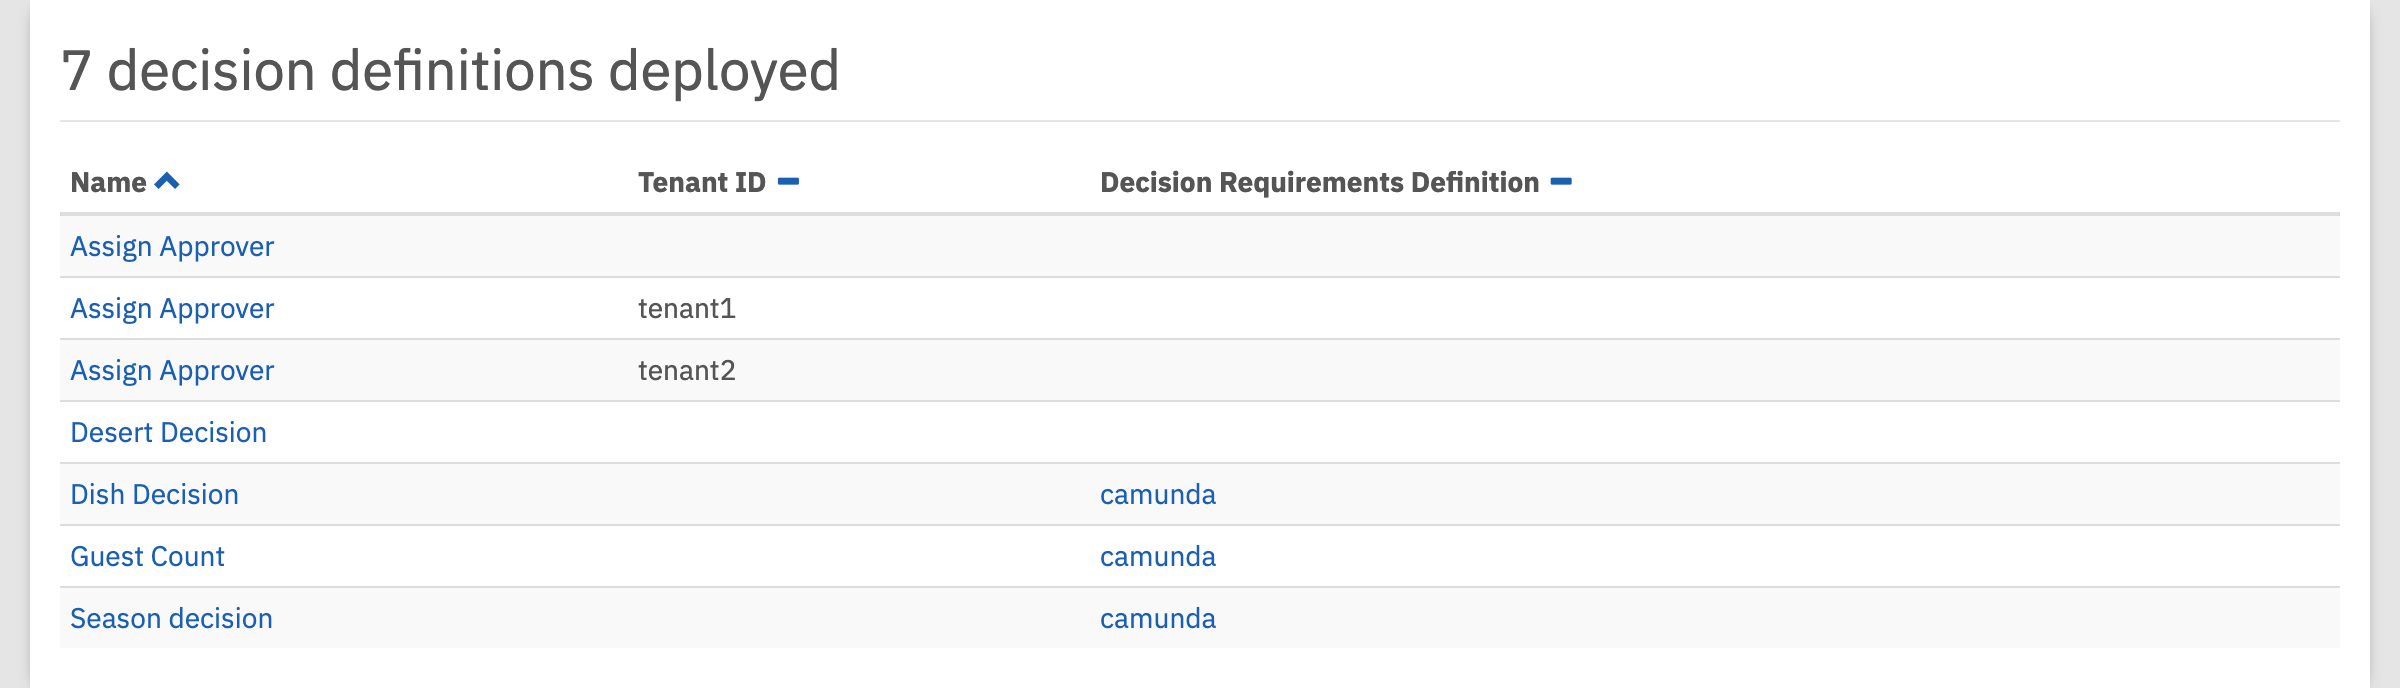 7 decision definitions deployed
Name Tenant ID Decision Requirements Definition
Assign Approver
Assign Approver tenant1
Assign Approver tenant2
Desert Decision
Dish Decision camunda
Guest Count camunda
Season decision camunda